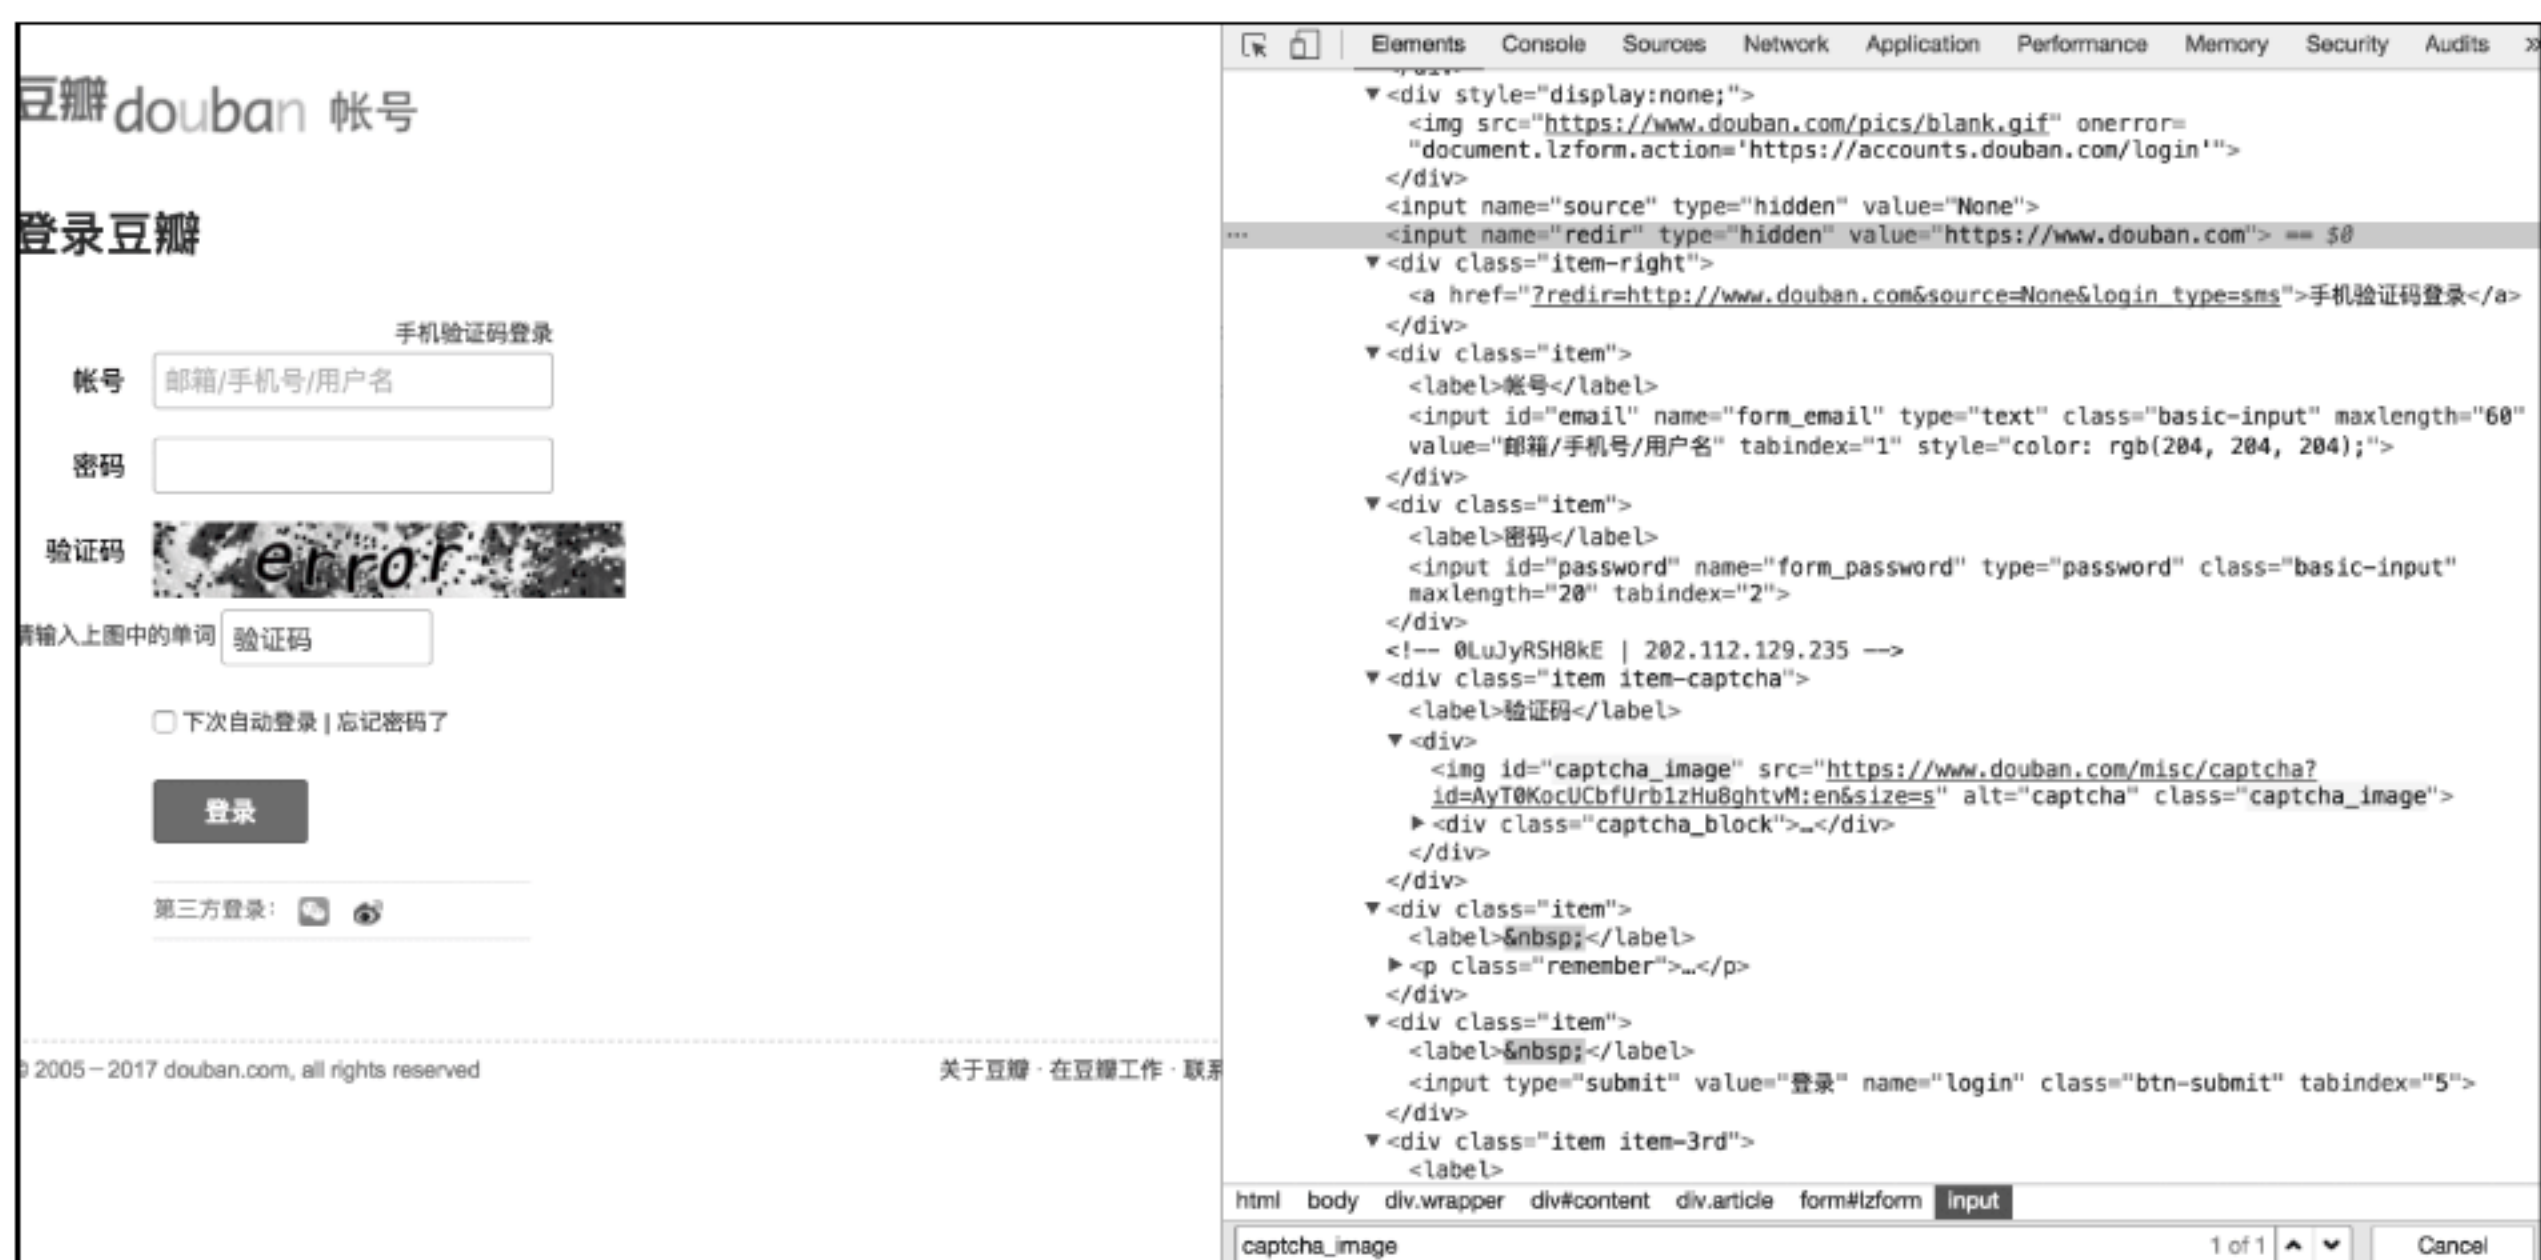 豆瓣douban 帐号
登录豆瓣
手机验证码登录
帐号 邮箱/手机号/用户名
密码
验证码 error
请输入上图中的单词 验证码
下次自动登录 | 忘记密码了
登录
第三方登录:
© 2005-2017 douban.com, all rights reserved
关于豆瓣 · 在豆瓣工作 · 联系
Elements Console Sources Network Application Performance Memory Security Audits »
</div>
▼<div style="display:none;">
<img src="https://www.douban.com/pics/blank.gif" onerror=
"document.lzform.action='https://accounts.douban.com/login'">
</div>
<input name="source" type="hidden" value="None">
… <input name="redir" type="hidden" value="https://www.douban.com"> == $0
▼<div class="item-right">
<a href="?redir=http://www.douban.com&source=None&login_type=sms">手机验证码登录</a>
</div>
▼<div class="item">
<label>帐号</label>
<input id="email" name="form_email" type="text" class="basic-input" maxlength="60"
value="邮箱/手机号/用户名" tabindex="1" style="color: rgb(204, 204, 204);">
</div>
▼<div class="item">
<label>密码</label>
<input id="password" name="form_password" type="password" class="basic-input"
maxlength="20" tabindex="2">
</div>
<!-- 0LuJyRSH8kE | 202.112.129.235 -->
▼<div class="item item-captcha">
<label>验证码</label>
▼<div>
<img id="captcha_image" src="https://www.douban.com/misc/captcha?
id=AyT0KocUCbfUrb1zHu8ghtvM:en&size=s" alt="captcha" class="captcha_image">
▶<div class="captcha_block">…</div>
</div>
</div>
▼<div class="item">
<label>&nbsp;</label>
▶<p class="remember">…</p>
</div>
▼<div class="item">
<label>&nbsp;</label>
<input type="submit" value="登录" name="login" class="btn-submit" tabindex="5">
</div>
▼<div class="item item-3rd">
<label>
html body div.wrapper div#content div.article form#lzform input
captcha_image 1 of 1 Cancel